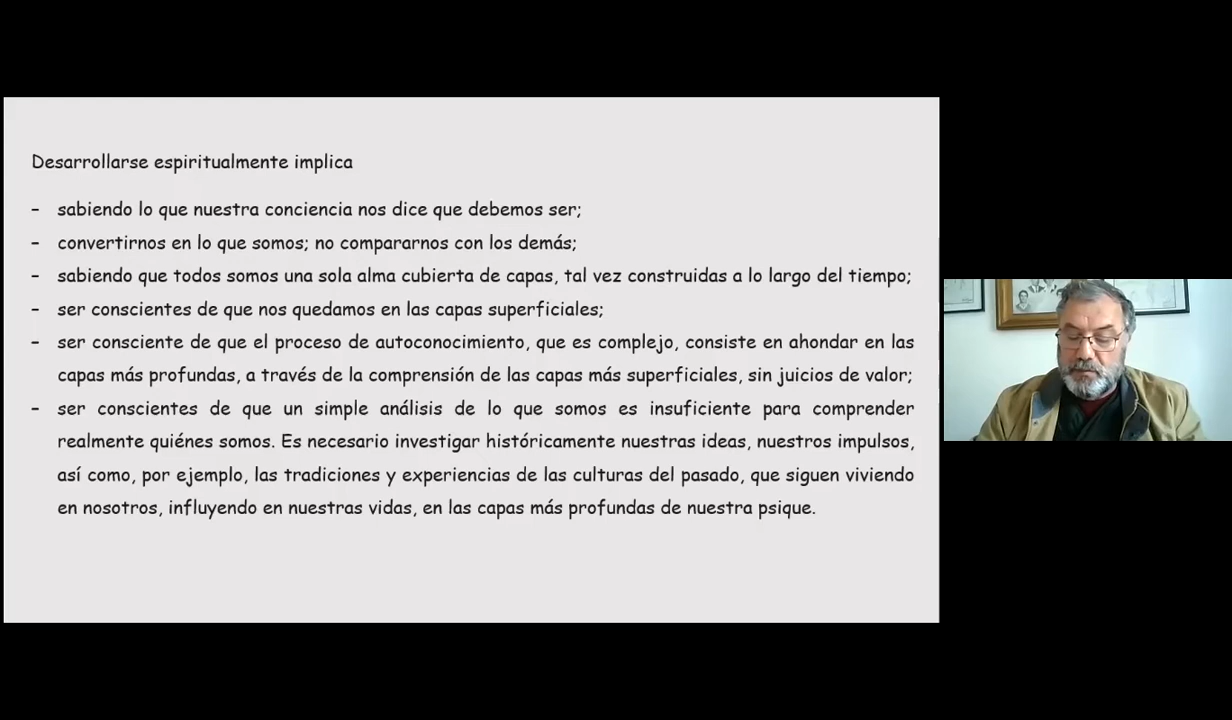 Desarrollarse espiritualmente implica
- sabiendo lo que nuestra conciencia nos dice que debemos ser;
- convertirnos en lo que somos; no compararnos con los demás;
- sabiendo que todos somos una sola alma cubierta de capas, tal vez construidas a lo largo del tiempo;
- ser conscientes de que nos quedamos en las capas superficiales;
- ser consciente de que el proceso de autoconocimiento, que es complejo, consiste en ahondar en las
capas más profundas, a través de la comprensión de las capas más superficiales, sin juicios de valor;
- ser conscientes de que un simple análisis de lo que somos es insuficiente para comprender
realmente quiénes somos. Es necesario investigar históricamente nuestras ideas, nuestros impulsos,
así como, por ejemplo, las tradiciones y experiencias de las culturas del pasado, que siguen viviendo
en nosotros, influyendo en nuestras vidas, en las capas más profundas de nuestra psique.